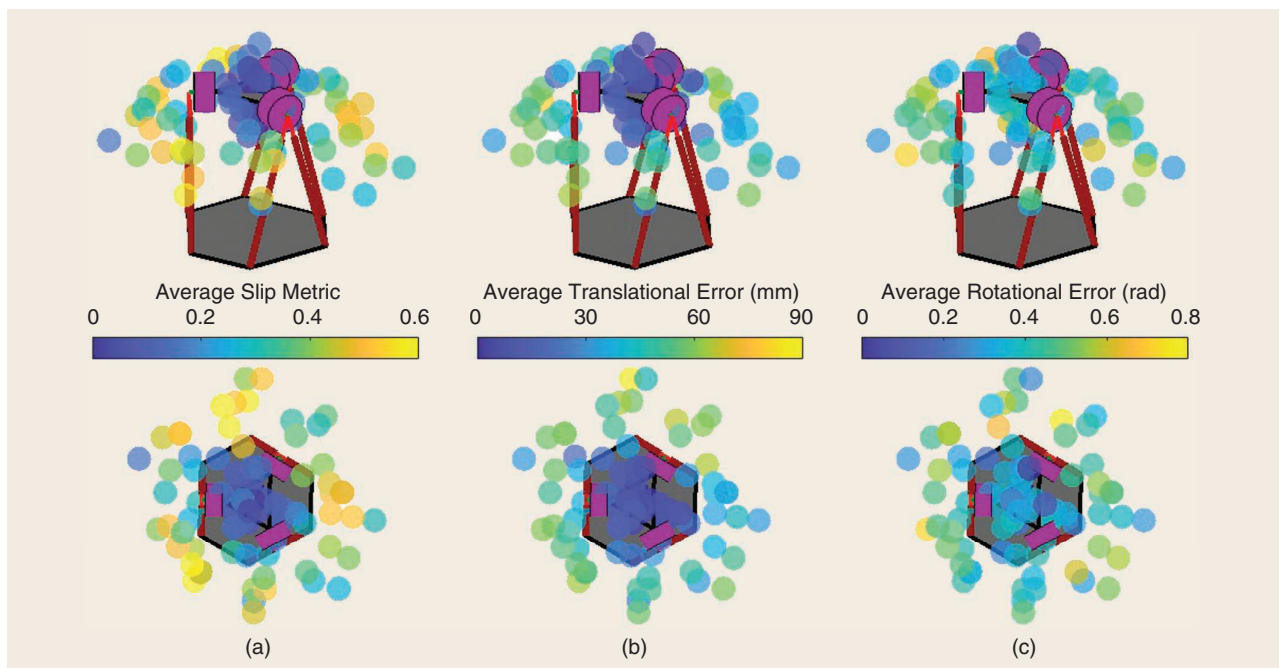 Average Slip Metric
0 0.2 0.4 0.6
Average Translational Error (mm)
0 30 60 90
Average Rotational Error (rad)
0 0.2 0.4 0.6 0.8
(a)
(b)
(c)